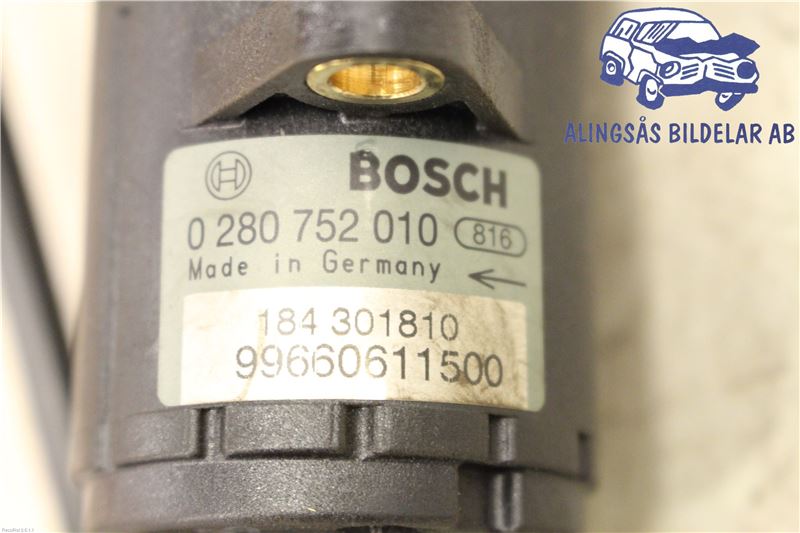 ALINGSÅS BILDELAR AB
BOSCH
0 280 752 010 816
Made in Germany
184 301810
99660611500